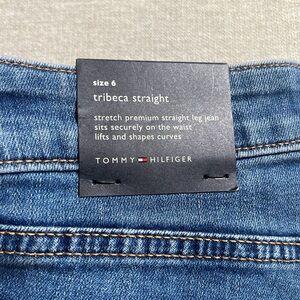 size 6
tribeca straight
stretch premium straight leg jean
sits securely on the waist
lifts and shapes curves
TOMMY HILFIGER